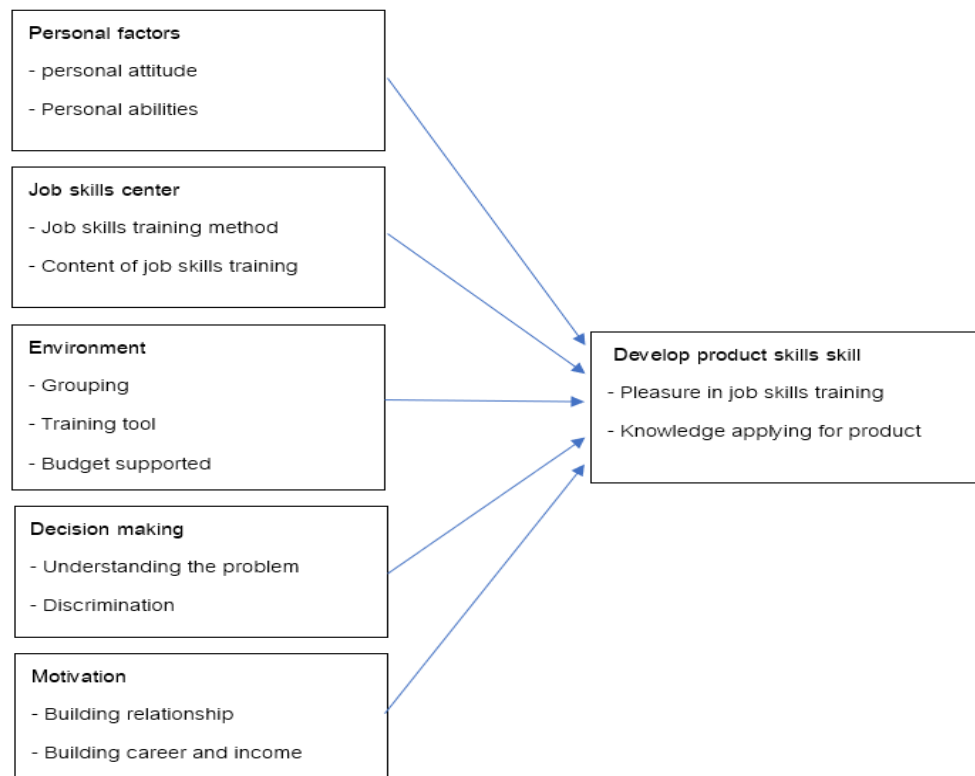 Personal factors
- personal attitude
- Personal abilities
Job skills center
- Job skills training method
- Content of job skills training
Environment
- Grouping
- Training tool
- Budget supported
Decision making
- Understanding the problem
- Discrimination
Motivation
- Building relationship
- Building career and income
Develop product skills skill
- Pleasure in job skills training
- Knowledge applying for product